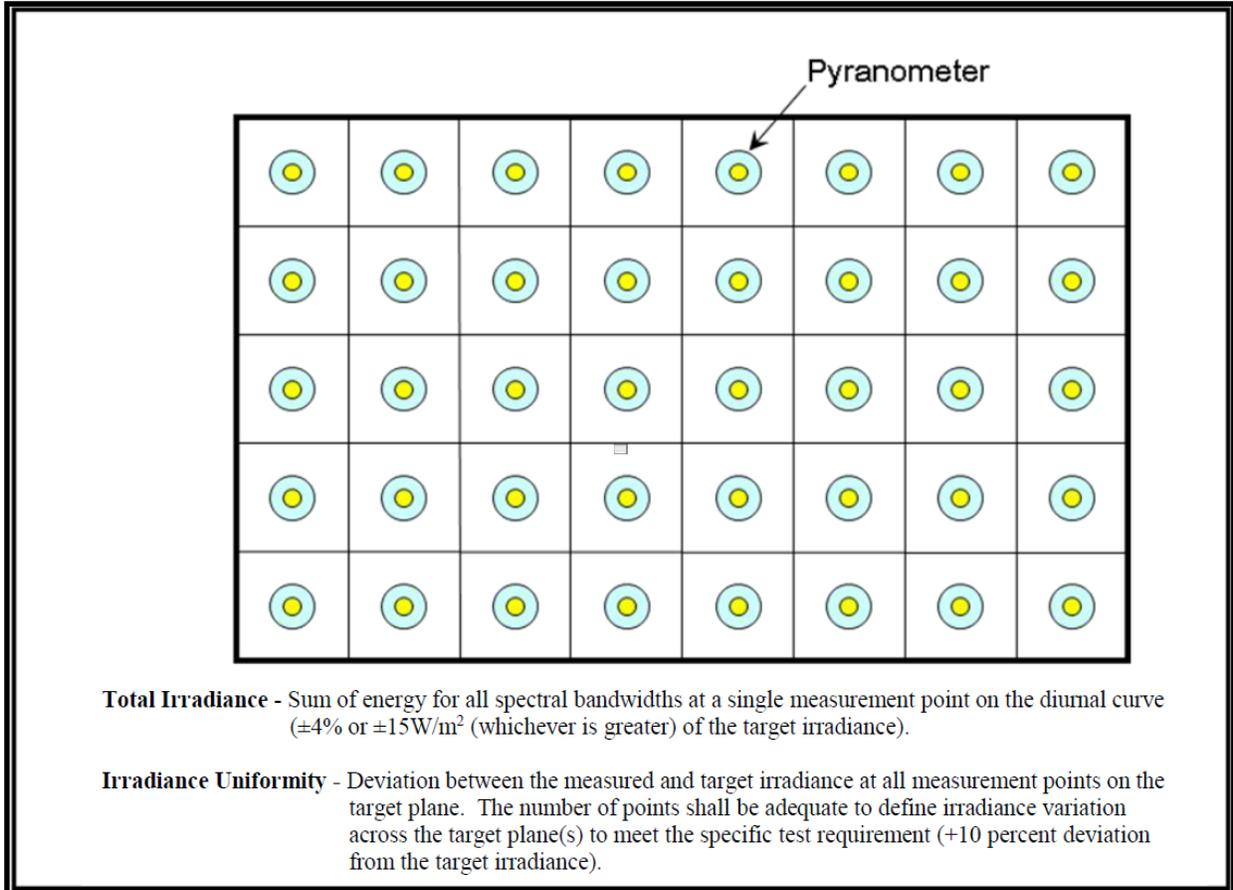 Pyranometer
Total Irradiance - Sum of energy for all spectral bandwidths at a single measurement point on the diurnal curve
(±4% or ±15W/m² (whichever is greater) of the target irradiance).
Irradiance Uniformity - Deviation between the measured and target irradiance at all measurement points on the
target plane. The number of points shall be adequate to define irradiance variation
across the target plane(s) to meet the specific test requirement (+10 percent deviation
from the target irradiance).